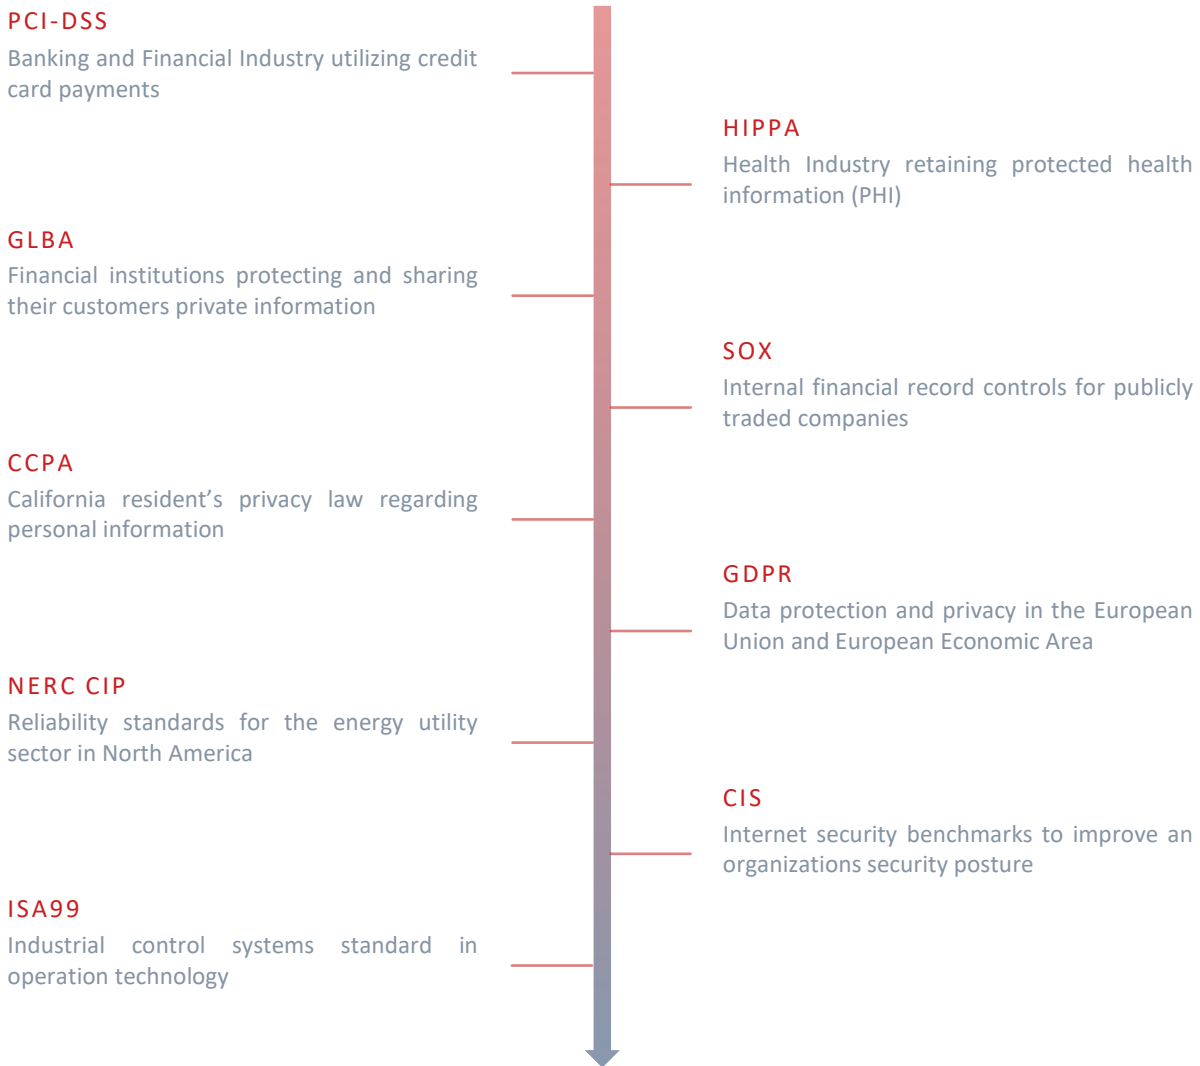 PCI-DSS
Banking and Financial Industry utilizing credit
card payments
HIPPA
Health Industry retaining protected health
information (PHI)
GLBA
Financial institutions protecting and sharing
their customers private information
SOX
Internal financial record controls for publicly
traded companies
CCPA
California resident’s privacy law regarding
personal information
GDPR
Data protection and privacy in the European
Union and European Economic Area
NERC CIP
Reliability standards for the energy utility
sector in North America
CIS
Internet security benchmarks to improve an
organizations security posture
ISA99
Industrial control systems standard in
operation technology